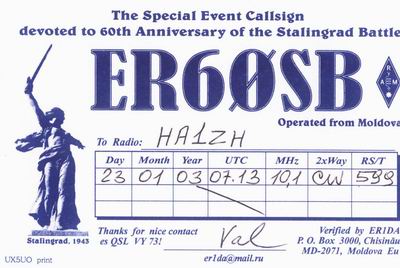 The Special Event Callsign
devoted to 60th Anniversary of the Stalingrad Battle
ER6ØSB
A R M
Operated from Moldova
To Radio: HA1ZH
Day Month Year UTC MHz 2xWay RS/T
23 01 03 07.13 10,1 CW 599
Thanks for nice contact
es QSL VY 73!
Val
er1da@mail.ru
Verified by ER1DA
P. O. Box 3000, Chisinău
MD-2071, Moldova Eu
Stalingrad, 1943
UX5UO print